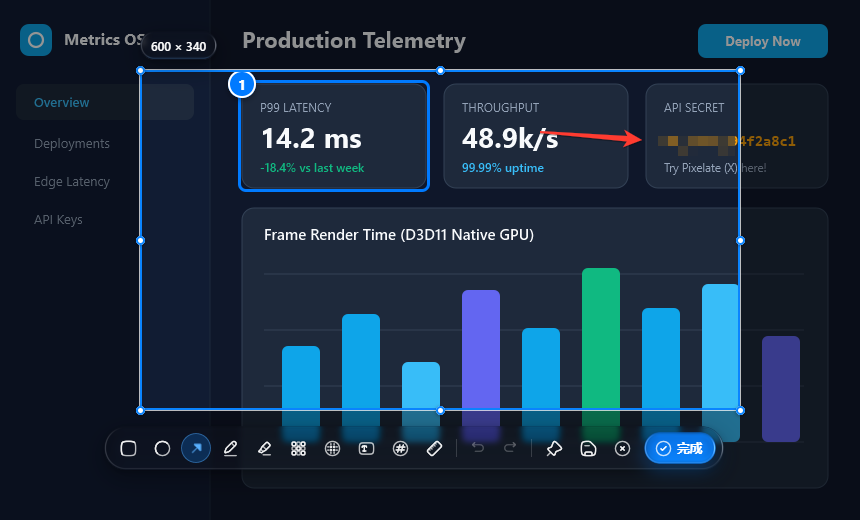 Metrics OS
600 × 340
Production Telemetry
Deploy Now
Overview
Deployments
Edge Latency
API Keys
1
P99 LATENCY
14.2 ms
-18.4% vs last week
THROUGHPUT
48.9k/s
99.99% uptime
API SECRET
4f2a8c1
Try Pixelate (X) here!
Frame Render Time (D3D11 Native GPU)
完成